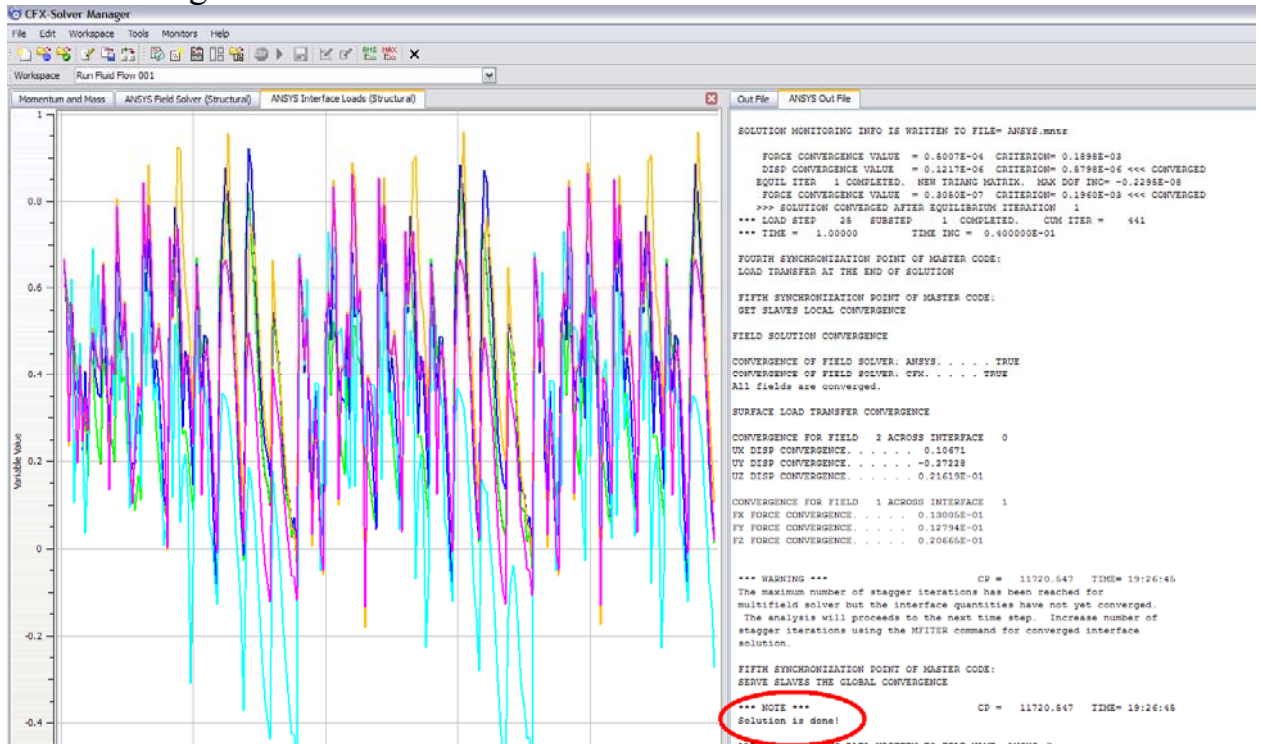 CFX-Solver Manager
File Edit Workspace Tools Monitors Help
Workspace Run Fluid Flow 001
Momentum and Mass ANSYS Field Solver (Structural) ANSYS Interface Loads (Structural)
1
0.8
0.6
0.4
0.2
0
-0.2
-0.4
Variable Value
Out File ANSYS Out File
SOLUTION MONITORING INFO IS WRITTEN TO FILE= ANSYS.mntr
FORCE CONVERGENCE VALUE = 0.5007E-04 CRITERION= 0.1898E-03
DISP CONVERGENCE VALUE = 0.1217E-06 CRITERION= 0.5798E-06 <<< CONVERGED
EQUIL ITER 1 COMPLETED. NEW TRIANG MATRIX. MAX DOF INC= -0.2295E-08
FORCE CONVERGENCE VALUE = 0.3050E-07 CRITERION= 0.1960E-03 <<< CONVERGED
>>> SOLUTION CONVERGED AFTER EQUILIBRIUM ITERATION 1
*** LOAD STEP 25 SUBSTEP 1 COMPLETED. CUM ITER = 441
*** TIME = 1.00000 TIME INC = 0.400000E-01
FOURTH SYNCHRONIZATION POINT OF MASTER CODE:
LOAD TRANSFER AT THE END OF SOLUTION
FIFTH SYNCHRONIZATION POINT OF MASTER CODE:
GET SLAVES LOCAL CONVERGENCE
FIELD SOLUTION CONVERGENCE
CONVERGENCE OF FIELD SOLVER: ANSYS. . . . . TRUE
CONVERGENCE OF FIELD SOLVER: CFX. . . . . TRUE
All fields are converged.
SURFACE LOAD TRANSFER CONVERGENCE
CONVERGENCE FOR FIELD 2 ACROSS INTERFACE 0
UX DISP CONVERGENCE. . . . . . 0.10671
UY DISP CONVERGENCE. . . . . . -0.27228
UZ DISP CONVERGENCE. . . . . . 0.21619E-01
CONVERGENCE FOR FIELD 1 ACROSS INTERFACE 1
FX FORCE CONVERGENCE. . . . . 0.13005E-01
FY FORCE CONVERGENCE. . . . . 0.12794E-01
FZ FORCE CONVERGENCE. . . . . 0.20665E-01
*** WARNING *** CP = 11720.547 TIME= 19:26:45
The maximum number of stagger iterations has been reached for
multifield solver but the interface quantities have not yet converged.
The analysis will proceeds to the next time step. Increase number of
stagger iterations using the MFITER command for converged interface
solution.
FIFTH SYNCHRONIZATION POINT OF MASTER CODE:
SERVE SLAVES THE GLOBAL CONVERGENCE
*** NOTE *** CP = 11720.547 TIME= 19:26:45
Solution is done!